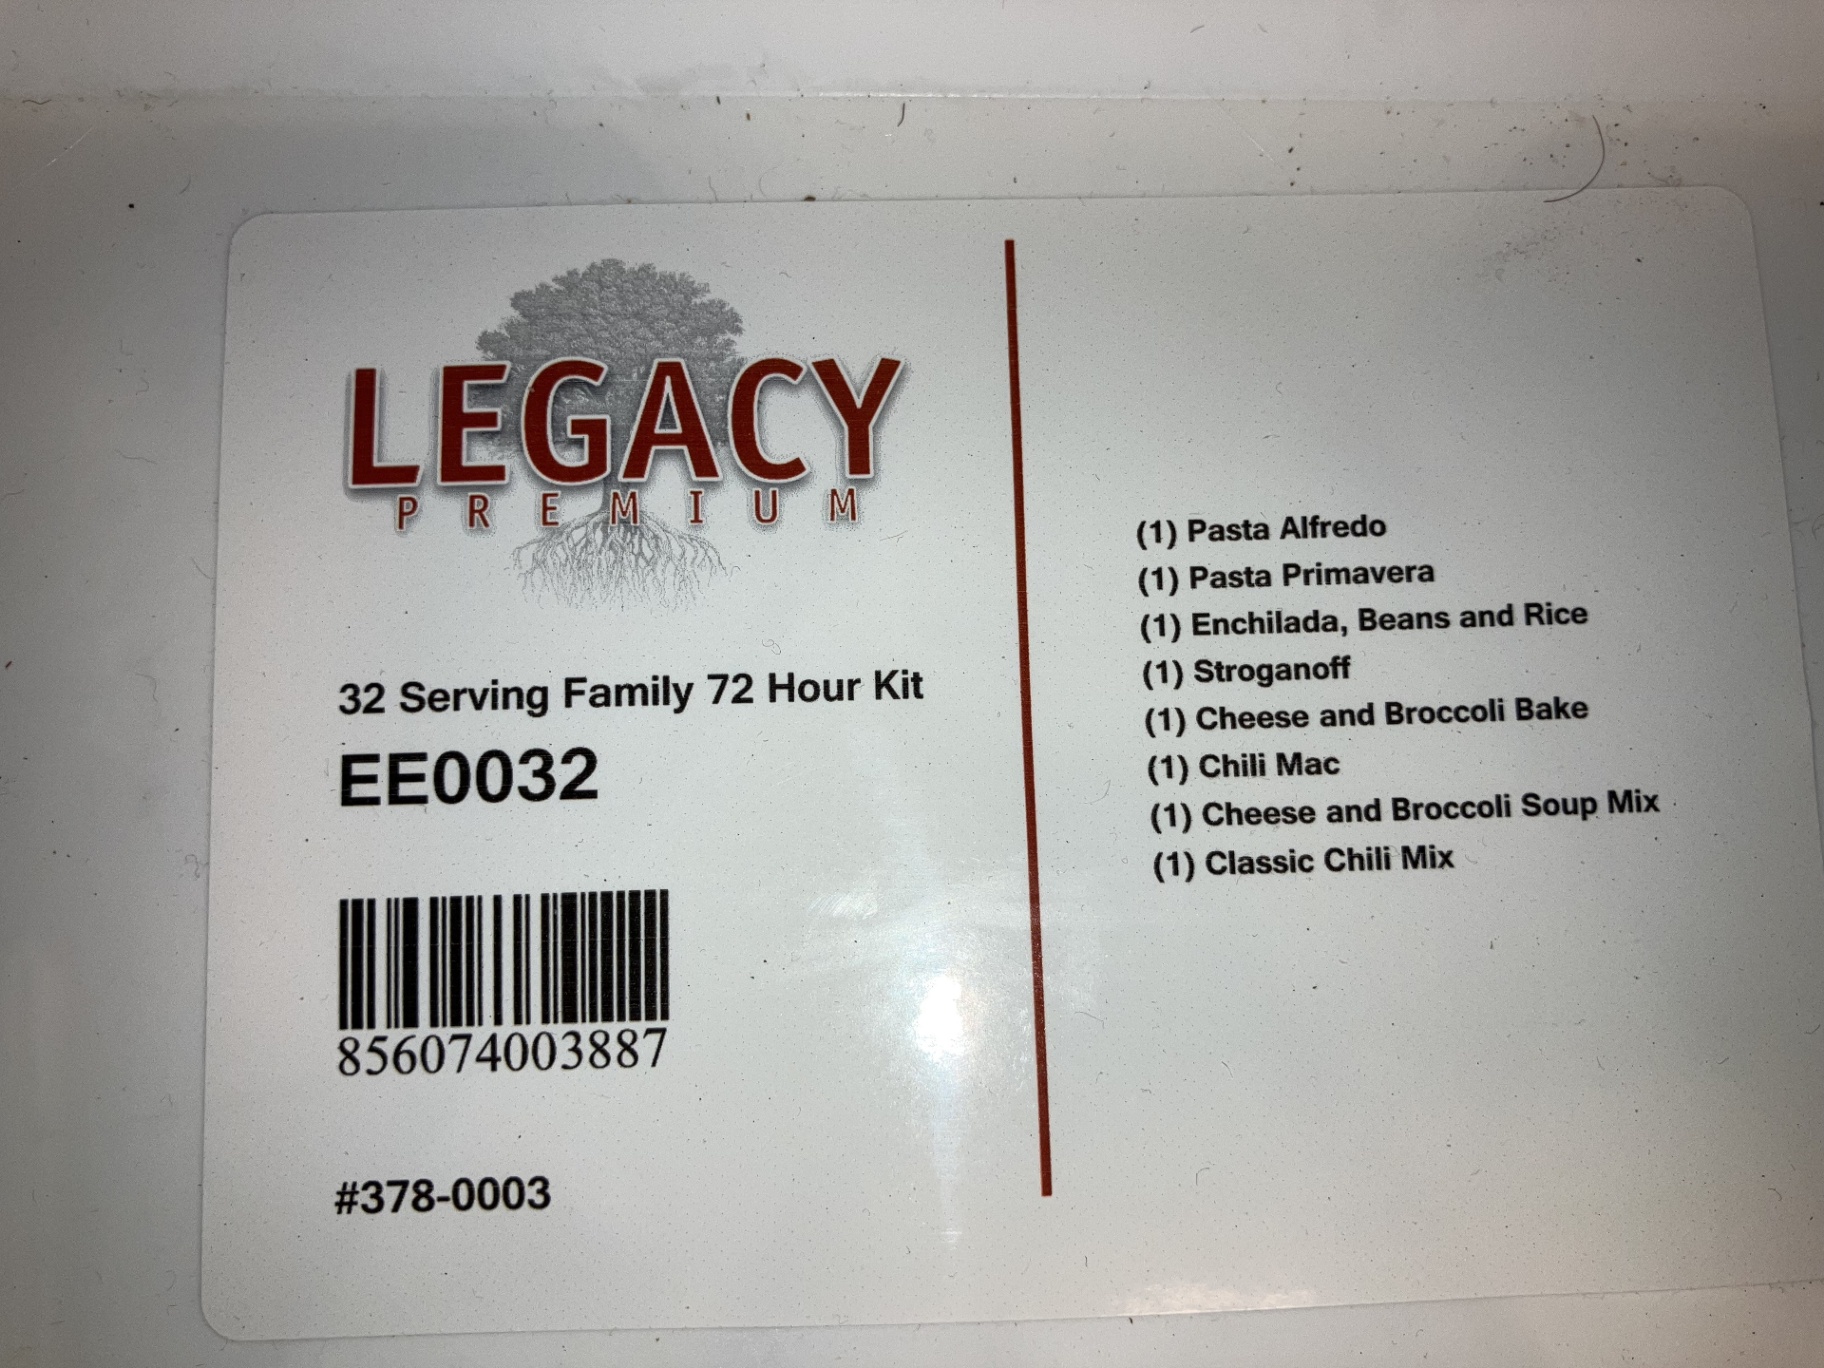 LEGACY
PREMIUM
32 Serving Family 72 Hour Kit
EE0032
856074003887
#378-0003
(1) Pasta Alfredo
(1) Pasta Primavera
(1) Enchilada, Beans and Rice
(1) Stroganoff
(1) Cheese and Broccoli Bake
(1) Chili Mac
(1) Cheese and Broccoli Soup Mix
(1) Classic Chili Mix